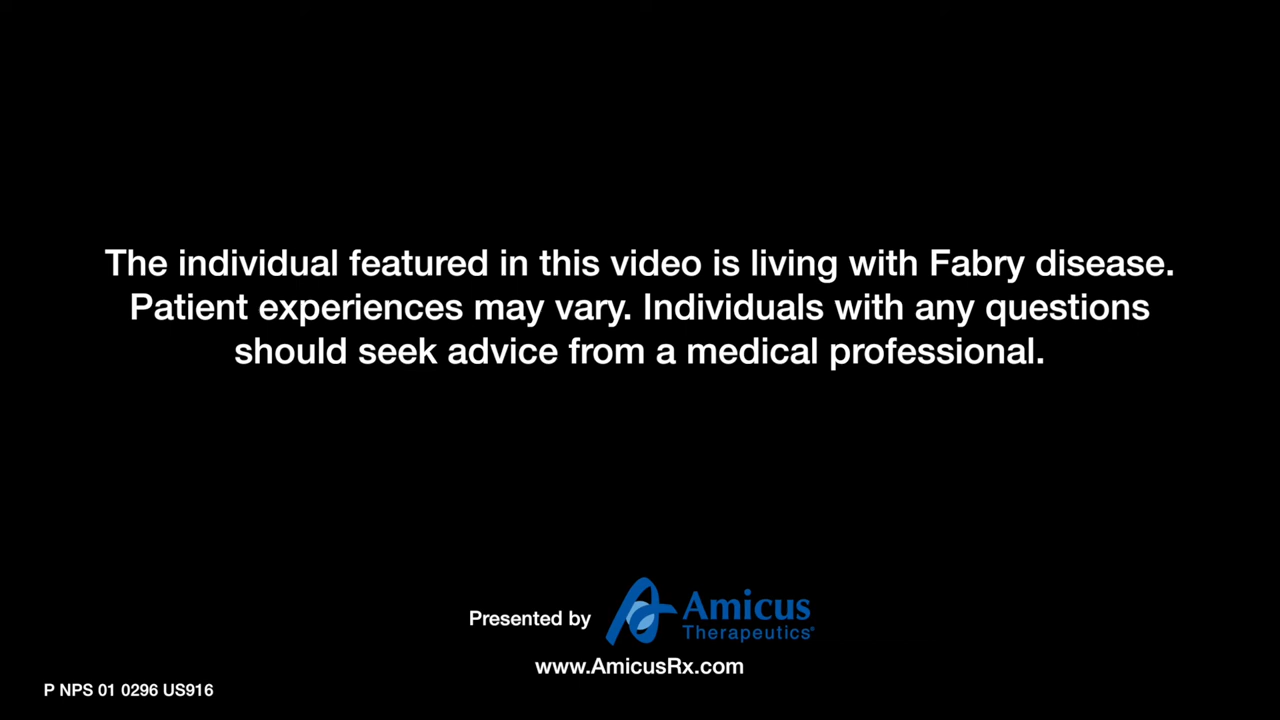 The individual featured in this video is living with Fabry disease.
Patient experiences may vary. Individuals with any questions
should seek advice from a medical professional.
Presented by
Amicus
Therapeutics®
www.AmicusRx.com
P NPS 01 0296 US916